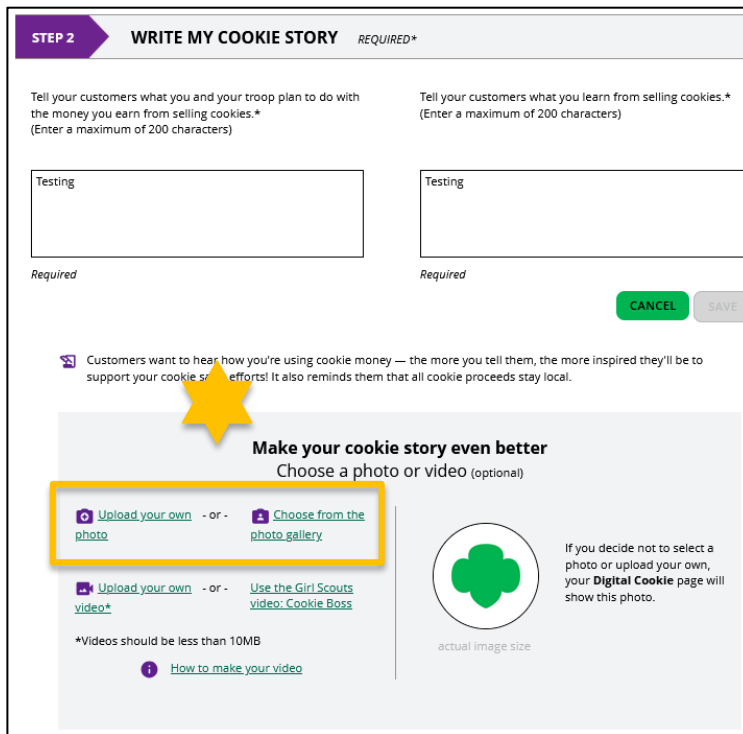 STEP 2
WRITE MY COOKIE STORY REQUIRED*
Tell your customers what you and your troop plan to do with
the money you earn from selling cookies.*
(Enter a maximum of 200 characters)
Testing
Required
Tell your customers what you learn from selling cookies.*
(Enter a maximum of 200 characters)
Testing
Required
CANCEL
SAVE
Customers want to hear how you're using cookie money — the more you tell them, the more inspired they'll be to
support your cookie efforts! It also reminds them that all cookie proceeds stay local.
Make your cookie story even better
Choose a photo or video (optional)
Upload your own - or - Choose from the
photo photo gallery
Upload your own - or - Use the Girl Scouts
video* video: Cookie Boss
*Videos should be less than 10MB
How to make your video
actual image size
If you decide not to select a
photo or upload your own,
your Digital Cookie page will
show this photo.